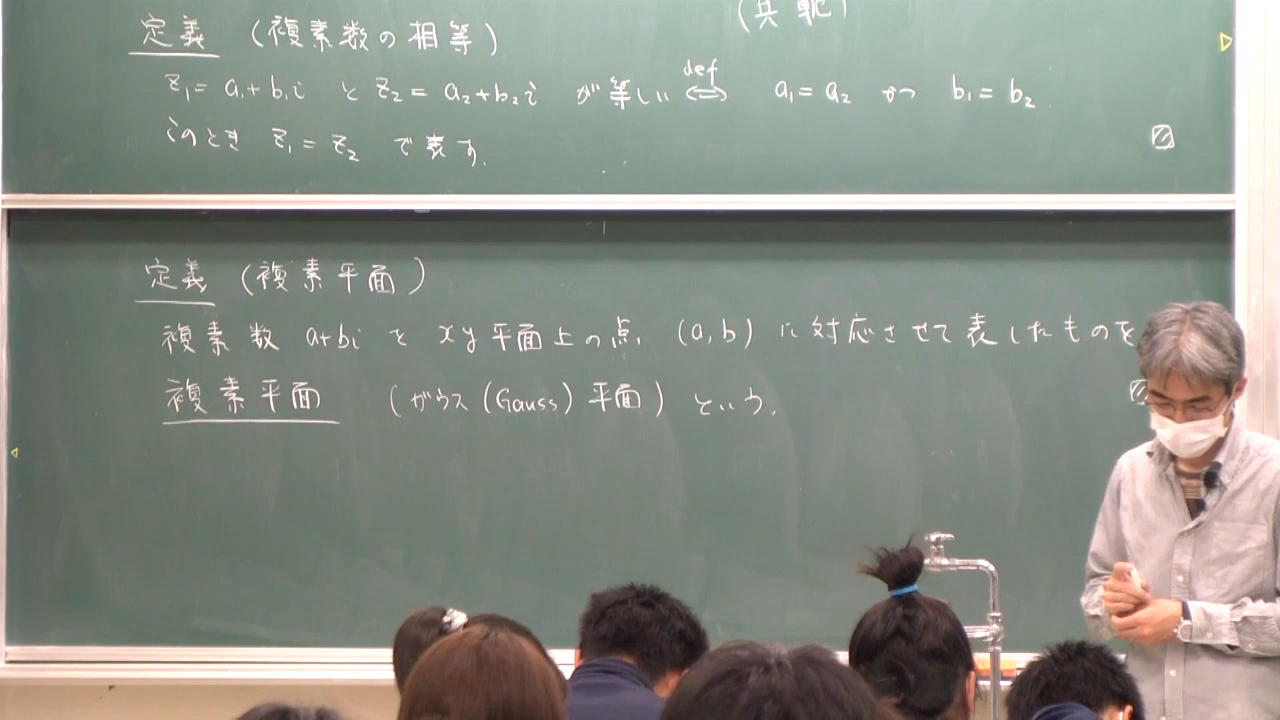 (共軛)
定義 (複素数の相等)
z₁= a₁+b₁i と z₂= a₂+b₂i が等しい ⇔ def a₁=a₂ かつ b₁=b₂.
このとき z₁=z₂ で表す.
定義 (複素平面)
複素数 a+bi を xy平面上の点 (a,b) に対応させて表したものを
複素平面 (ガウス(Gauss)平面) という.